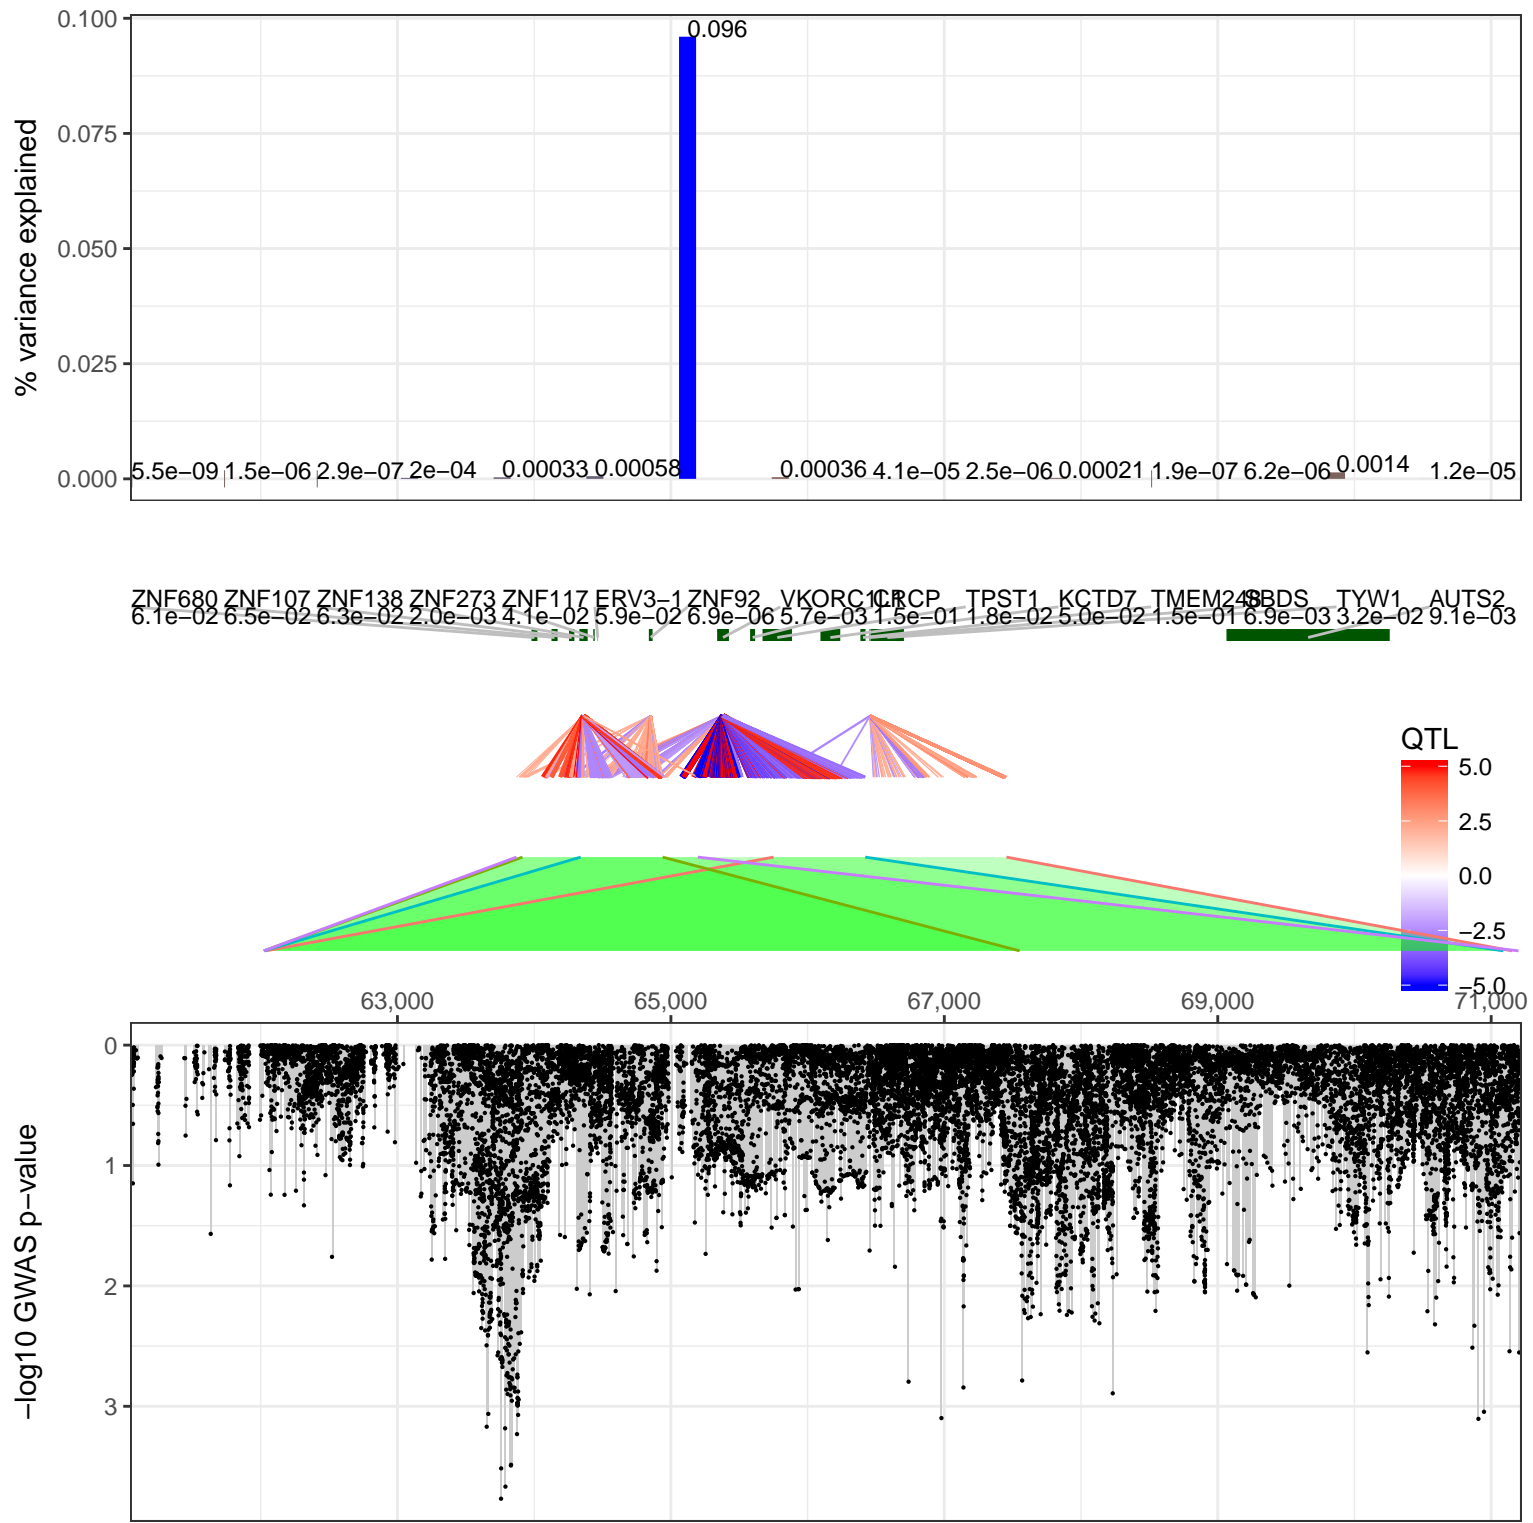 0.100
0.075
0.050
0.025
0.000
% variance explained
0.096
5.5e−09 1.5e−06 2.9e−07 2e−04 0.00033 0.00058 0.00036 4.1e−05 2.5e−06 0.00021 1.9e−07 6.2e−06 0.0014 1.2e−05
ZNF680 ZNF107 ZNF138 ZNF273 ZNF117 ERV3−1 ZNF92 VKORC1L1 CRCP TPST1 KCTD7 TMEM248 SBDS TYW1 AUTS2
6.1e−02 6.5e−02 6.3e−02 2.0e−03 4.1e−02 5.9e−02 6.9e−06 5.7e−03 1.5e−01 1.8e−02 5.0e−02 1.5e−01 6.9e−03 3.2e−02 9.1e−03
QTL
5.0
2.5
0.0
−2.5
−5.0
63,000 65,000 67,000 69,000 71,000
0
1
2
3
−log10 GWAS p−value